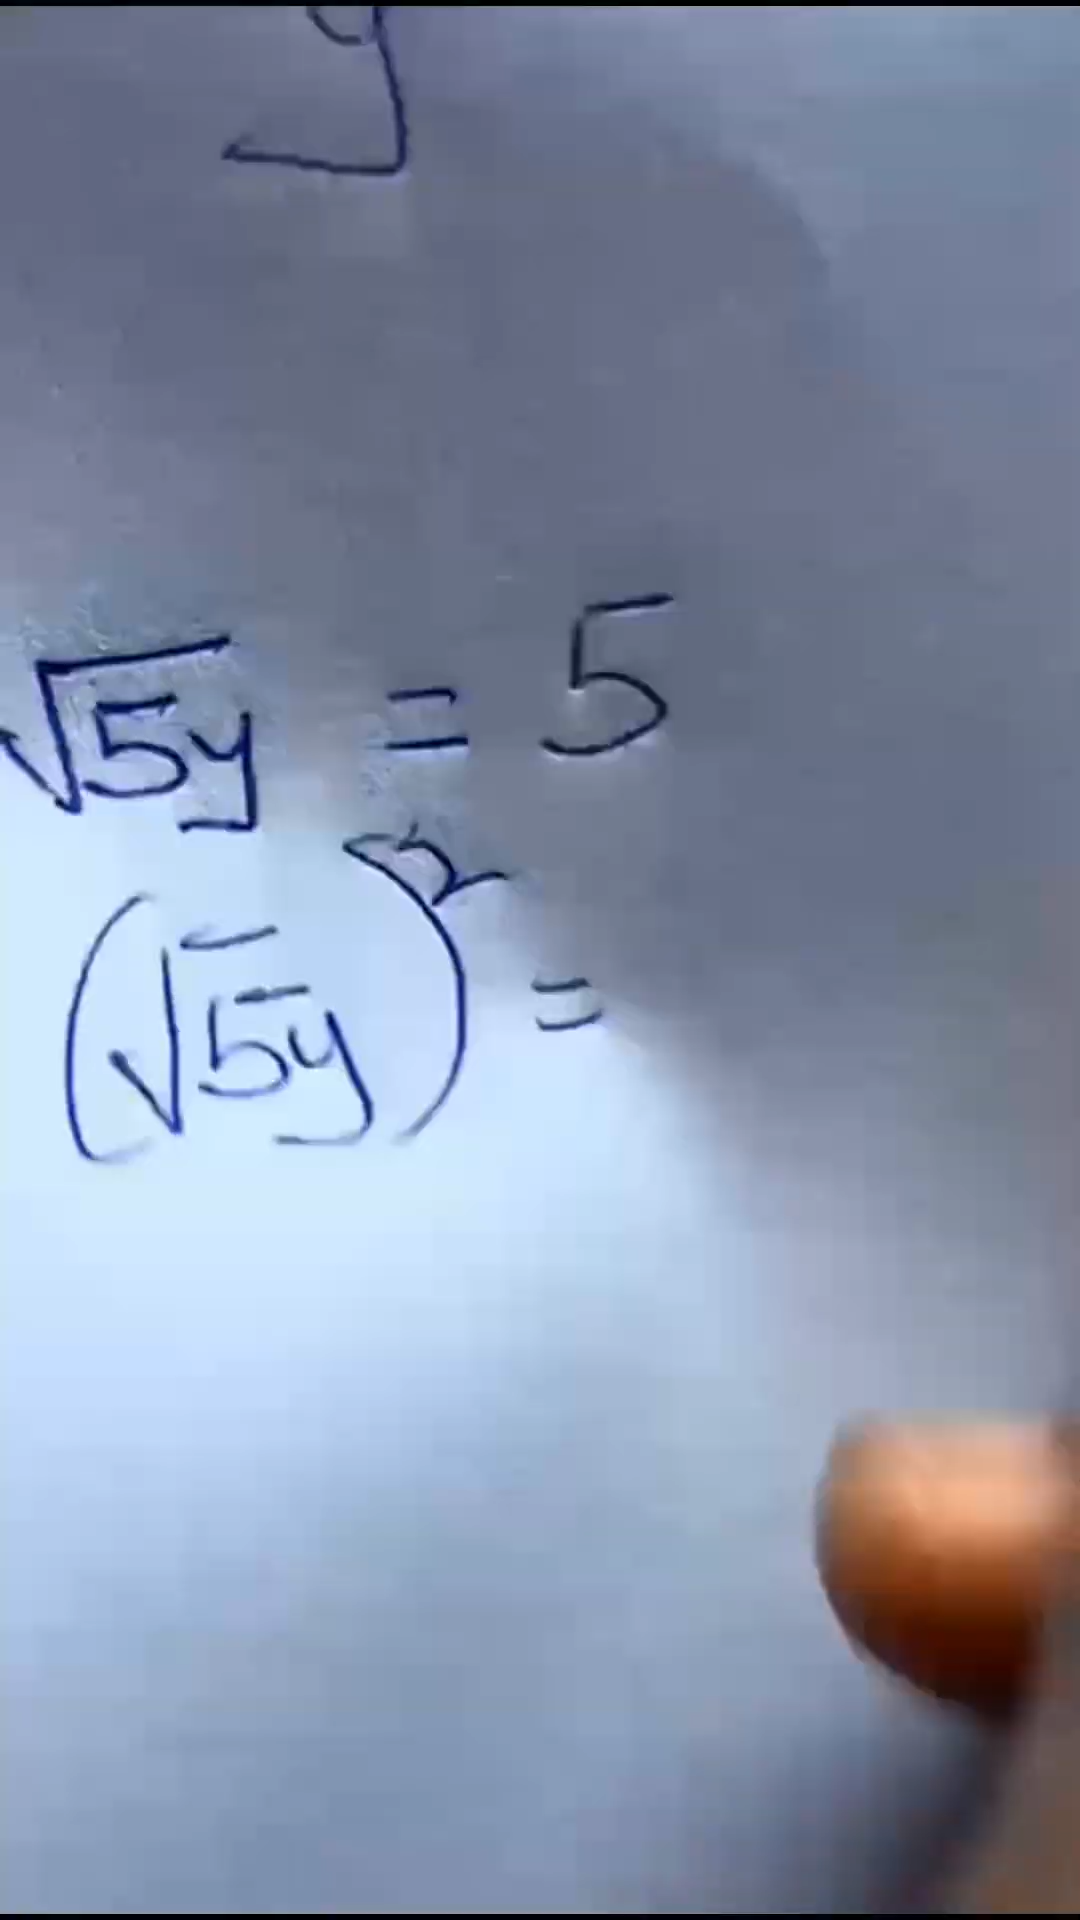 y
√5y = 5
(√5y)² =